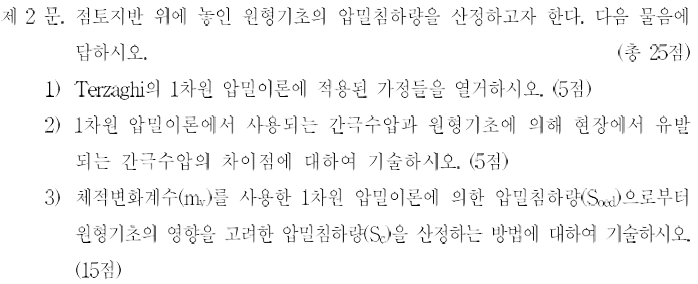 제 2 문. 점토지반 위에 놓인 원형기초의 압밀침하량을 산정하고자 한다. 다음 물음에
답하시오. (총 25점)
1) Terzaghi의 1차원 압밀이론에 적용된 가정들을 열거하시오. (5점)
2) 1차원 압밀이론에서 사용되는 간극수압과 원형기초에 의해 현장에서 유발
되는 간극수압의 차이점에 대하여 기술하시오. (5점)
3) 체적변화계수(mv)를 사용한 1차원 압밀이론에 의한 압밀침하량(Soed)으로부터
원형기초의 영향을 고려한 압밀침하량(Sc)을 산정하는 방법에 대하여 기술하시오.
(15점)